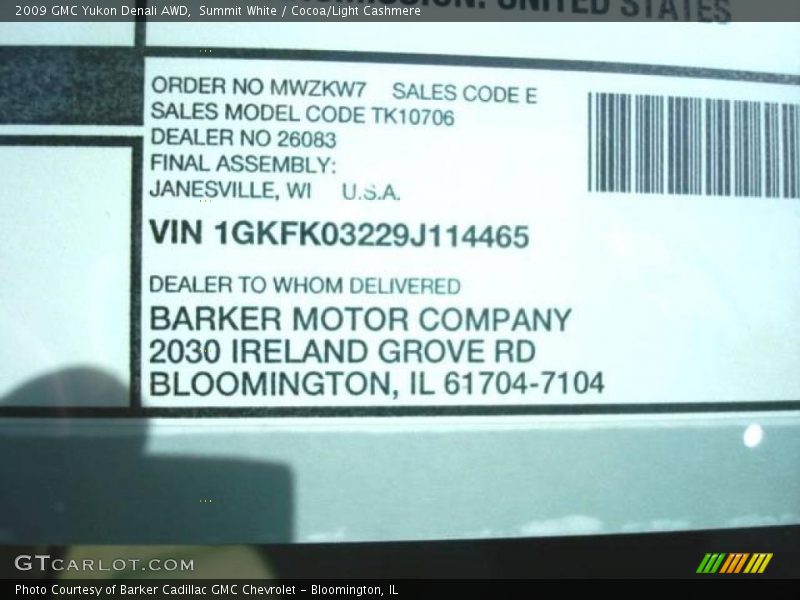 2009 GMC Yukon Denali AWD, Summit White / Cocoa/Light Cashmere
UNITED STATES
ORDER NO MWZKW7 SALES CODE E
SALES MODEL CODE TK10706
DEALER NO 26083
FINAL ASSEMBLY:
JANESVILLE, WI U.S.A.
VIN 1GKFK03229J114465
DEALER TO WHOM DELIVERED
BARKER MOTOR COMPANY
2030 IRELAND GROVE RD
BLOOMINGTON, IL 61704-7104
GTCARLOT.COM
Photo Courtesy of Barker Cadillac GMC Chevrolet - Bloomington, IL